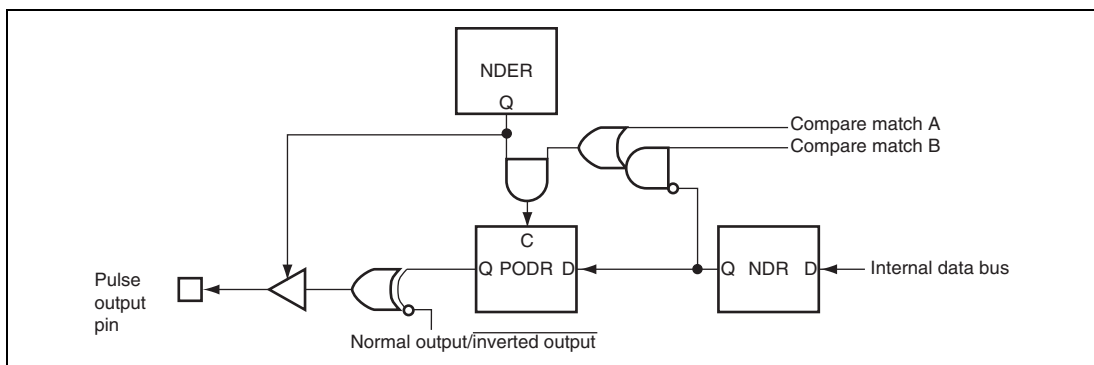 NDER
Q
Compare match A
Compare match B
C
Q PODR D
Q NDR D
Internal data bus
Pulse
output
pin
Normal output/inverted output